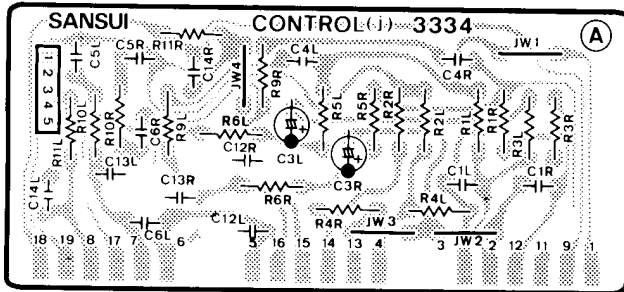 SANSUI CONTROL(j) 3334 A
C5L C5R R11R C14R JW4 R9R C4L C4R JW1
1 2 3 4 5
R11L R10L R10R C13L C6R R9L R6L C12R C3L R5L C3R R5R R2R R2L R1L R1R R3L R3R
C14L C13R R6R C1L C1R
C6L C12L R4R JW3 R4L JW2
18 19 8 17 7 6 5 16 15 14 13 4 3 2 12 11 9 1